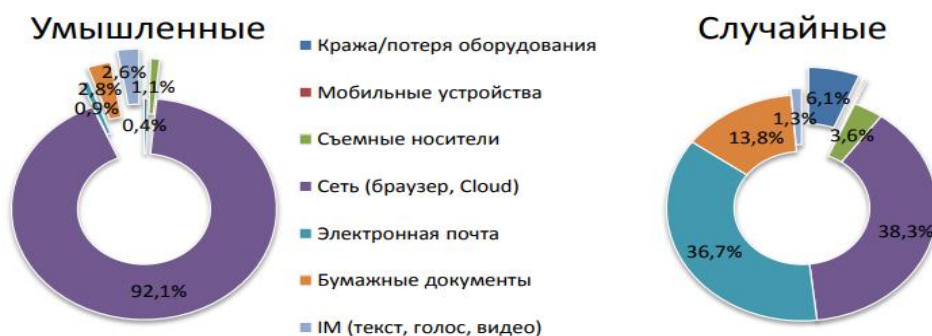 Умышленные
Случайные
2,6%
2,8%
1,1%
0,9%
0,4%
92,1%
Кража/потеря оборудования
Мобильные устройства
Съемные носители
Сеть (браузер, Cloud)
Электронная почта
Бумажные документы
IM (текст, голос, видео)
6,1%
1,3%
3,6%
13,8%
38,3%
36,7%